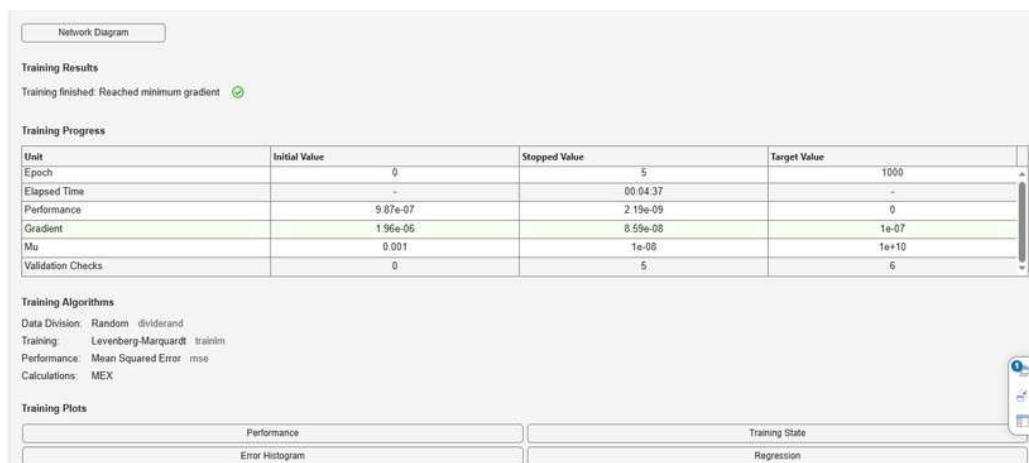 Network Diagram
Training Results
Training finished: Reached minimum gradient
Training Progress
Unit Initial Value Stopped Value Target Value
Epoch 0 5 1000
Elapsed Time - 00:04:37 -
Performance 9.87e-07 2.19e-09 0
Gradient 1.96e-06 8.59e-08 1e-07
Mu 0.001 1e-08 1e+10
Validation Checks 0 5 6
Training Algorithms
Data Division: Random dividerand
Training: Levenberg-Marquardt trainlm
Performance: Mean Squared Error mse
Calculations: MEX
Training Plots
Performance Training State
Error Histogram Regression
1